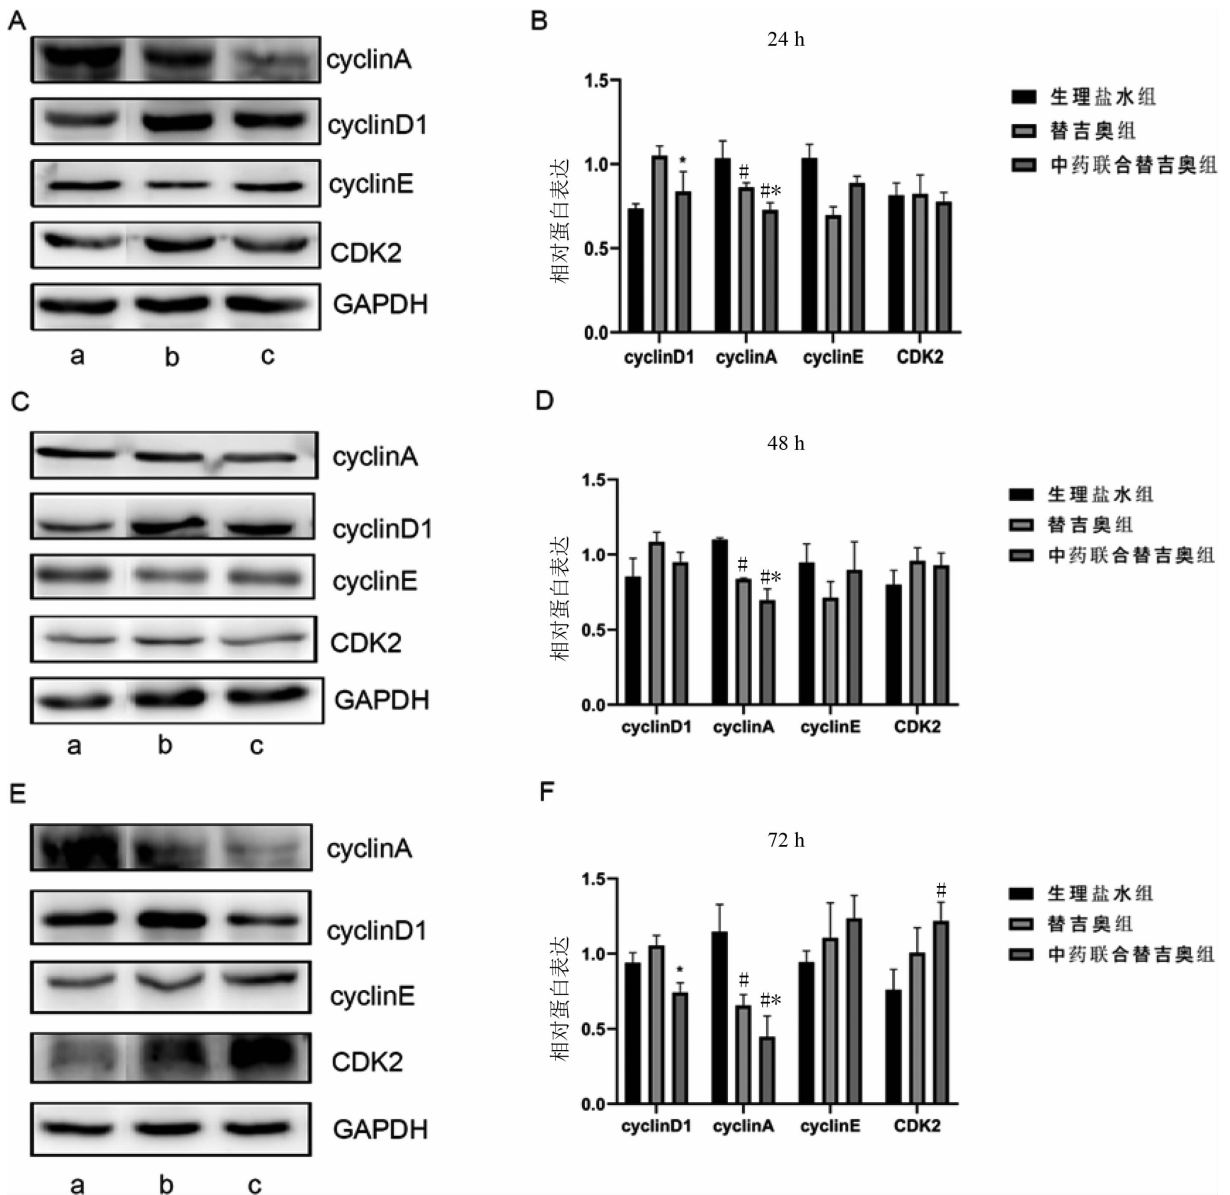 A
cyclinA
cyclinD1
cyclinE
CDK2
GAPDH
a b c
B
24 h
相对蛋白表达
1.5
1.0
0.5
0.0
*
#
#*
cyclinD1 cyclinA cyclinE CDK2
生理盐水组
替吉奥组
中药联合替吉奥组
C
cyclinA
cyclinD1
cyclinE
CDK2
GAPDH
a b c
D
48 h
相对蛋白表达
1.5
1.0
0.5
0.0
#
#*
cyclinD1 cyclinA cyclinE CDK2
生理盐水组
替吉奥组
中药联合替吉奥组
E
cyclinA
cyclinD1
cyclinE
CDK2
GAPDH
a b c
F
72 h
相对蛋白表达
1.5
1.0
0.5
0.0
*
#
#*
#
cyclinD1 cyclinA cyclinE CDK2
生理盐水组
替吉奥组
中药联合替吉奥组